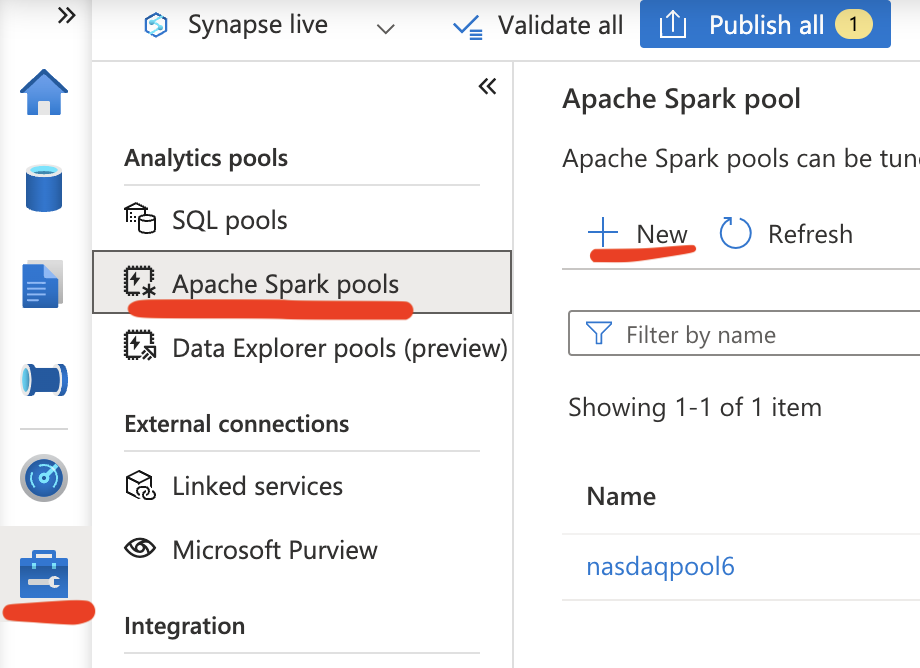 Synapse live
Validate all
Publish all 1
Analytics pools
SQL pools
Apache Spark pools
Data Explorer pools (preview)
External connections
Linked services
Microsoft Purview
Integration
Apache Spark pool
Apache Spark pools can be tun
New
Refresh
Filter by name
Showing 1-1 of 1 item
Name
nasdaqpool6